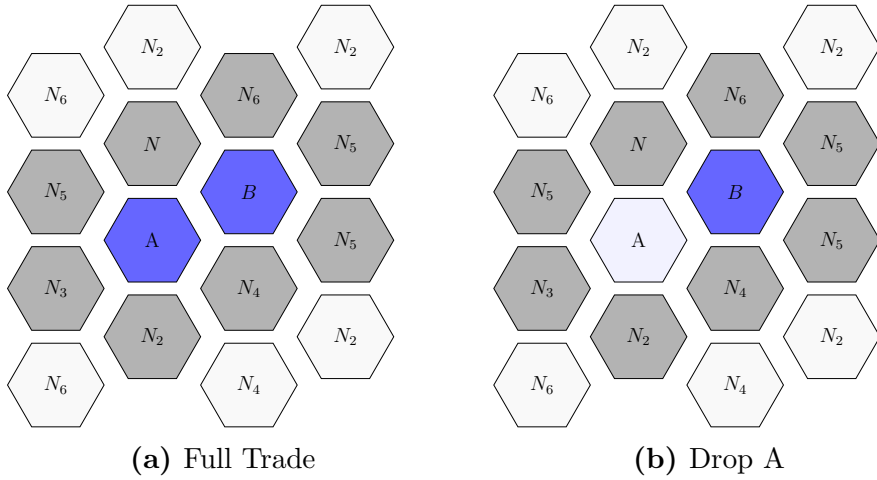 N2 N2
N6 N6
N N5
N5 B
A N5
N3 N4
N2 N2
N6 N4
(a) Full Trade
N2 N2
N6 N6
N N5
N5 B
A N5
N3 N4
N2 N2
N6 N4
(b) Drop A